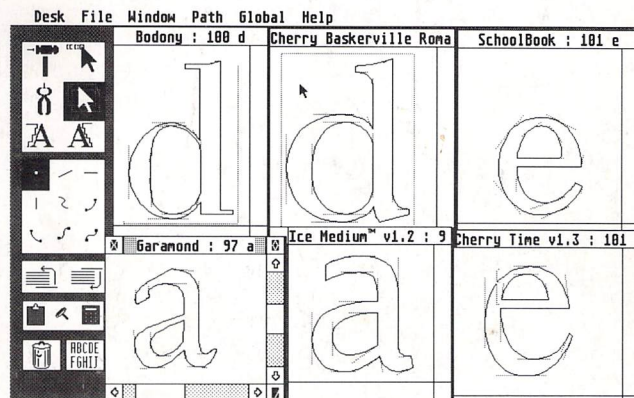 Desk File Window Path Global Help
Bodony : 100 d
Cherry Baskerville Roma
SchoolBook : 101 e
d
d
e
Garamond : 97 a
Ice Medium™ v1.2 : 9
Cherry Time v1.3 : 101
a
a
e
A A
ABCDE
FGHIJ